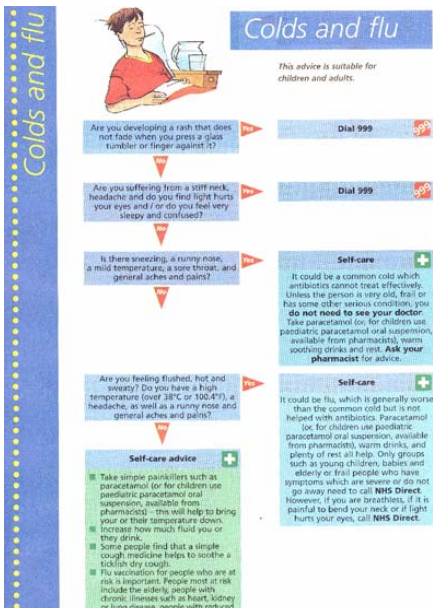 Colds and flu
Colds and flu
This advice is suitable for
children and adults.
Are you developing a rash that does
not fade when you press a glass
tumbler or finger against it?
Yes
Dial 999
999
No
Are you suffering from a stiff neck,
headache and do you find light hurts
your eyes and / or do you feel very
sleepy and confused?
Yes
Dial 999
999
No
Is there sneezing, a runny nose,
a mild temperature, a sore throat, and
general aches and pains?
Yes
Self-care
It could be a common cold which
antibiotics cannot treat effectively.
Unless the person is very old, frail or
has some other serious condition, you
do not need to see your doctor.
Take paracetamol (or, for children use
paediatric paracetamol oral suspension,
available from pharmacists), warm
soothing drinks and rest. Ask your
pharmacist for advice.
No
Are you feeling flushed, hot and
sweaty? Do you have a high
temperature (over 38°C or 100.4°F), a
headache, as well as a runny nose and
general aches and pains?
Yes
Self-care
It could be flu, which is generally worse
than the common cold but is not
helped with antibiotics. Paracetamol
(or, for children use paediatric
paracetamol oral suspension, available
from pharmacists), warm drinks, and
plenty of rest all help. Only groups
such as young children, babies and
elderly or frail people who have
symptoms which are severe or do not
go away need to call NHS Direct.
However, if you are breathless, if it is
painful to bend your neck or if light
hurts your eyes, call NHS Direct.
No
Self-care advice
Take simple painkillers such as
paracetamol (or for children use
paediatric paracetamol oral
suspension, available from
pharmacists) – this will help to bring
your or their temperature down.
Increase how much fluid you or
they drink.
Some people find that a simple
cough medicine helps to soothe a
ticklish dry cough.
Flu vaccination for people who are at
risk is important. People most at risk
include the elderly, people with
chronic illnesses such as heart, kidney
or lung disease, people with reduced